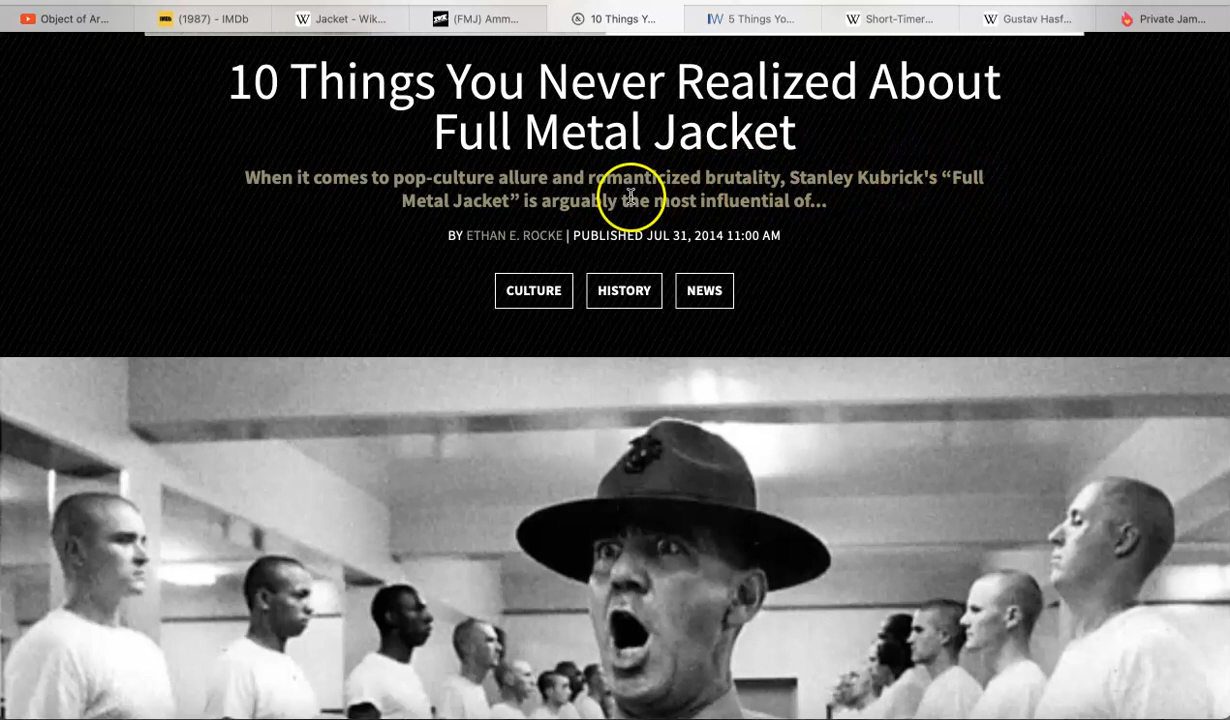 Object of Ar...
IMDb (1987) - IMDb
W Jacket - Wik...
(FMJ) Amm...
10 Things Y...
IW 5 Things Yo...
W Short-Timer...
W Gustav Hasf...
Private Jam...
10 Things You Never Realized About
Full Metal Jacket
When it comes to pop-culture allure and romanticized brutality, Stanley Kubrick's “Full
Metal Jacket” is arguably the most influential of...
BY ETHAN E. ROCKE | PUBLISHED JUL 31, 2014 11:00 AM
CULTURE
HISTORY
NEWS